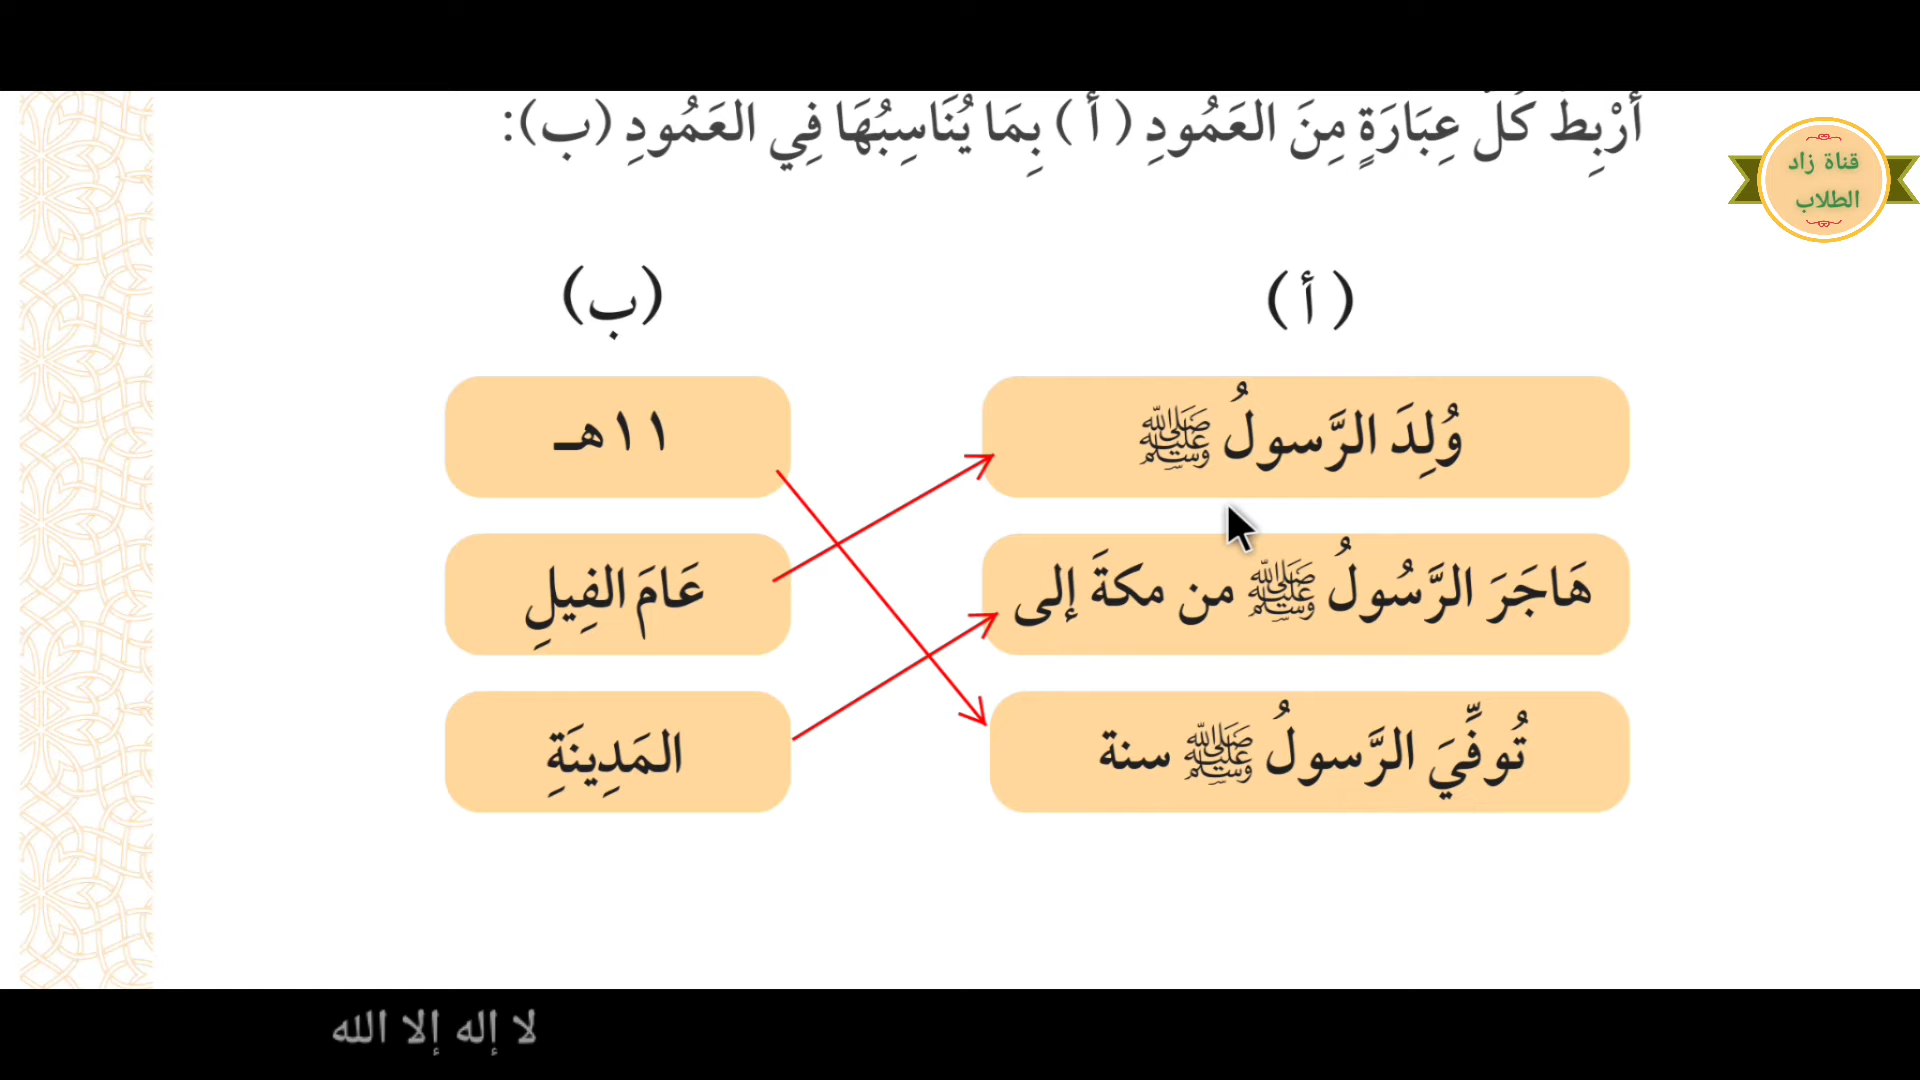 أَرْبِطُ كُلَّ عِبَارَةٍ مِنَ العَمُودِ (أ) بِمَا يُنَاسِبُهَا فِي العَمُودِ (ب):
قناة زاد
الطلاب
(أ)
(ب)
وُلِدَ الرَّسولُ ﷺ
١١هـ
هَاجَرَ الرَّسُولُ ﷺ من مكةَ إلى
عَامَ الفِيلِ
تُوفِّيَ الرَّسولُ ﷺ سنة
المَدِينَةِ
لا إله إلا الله